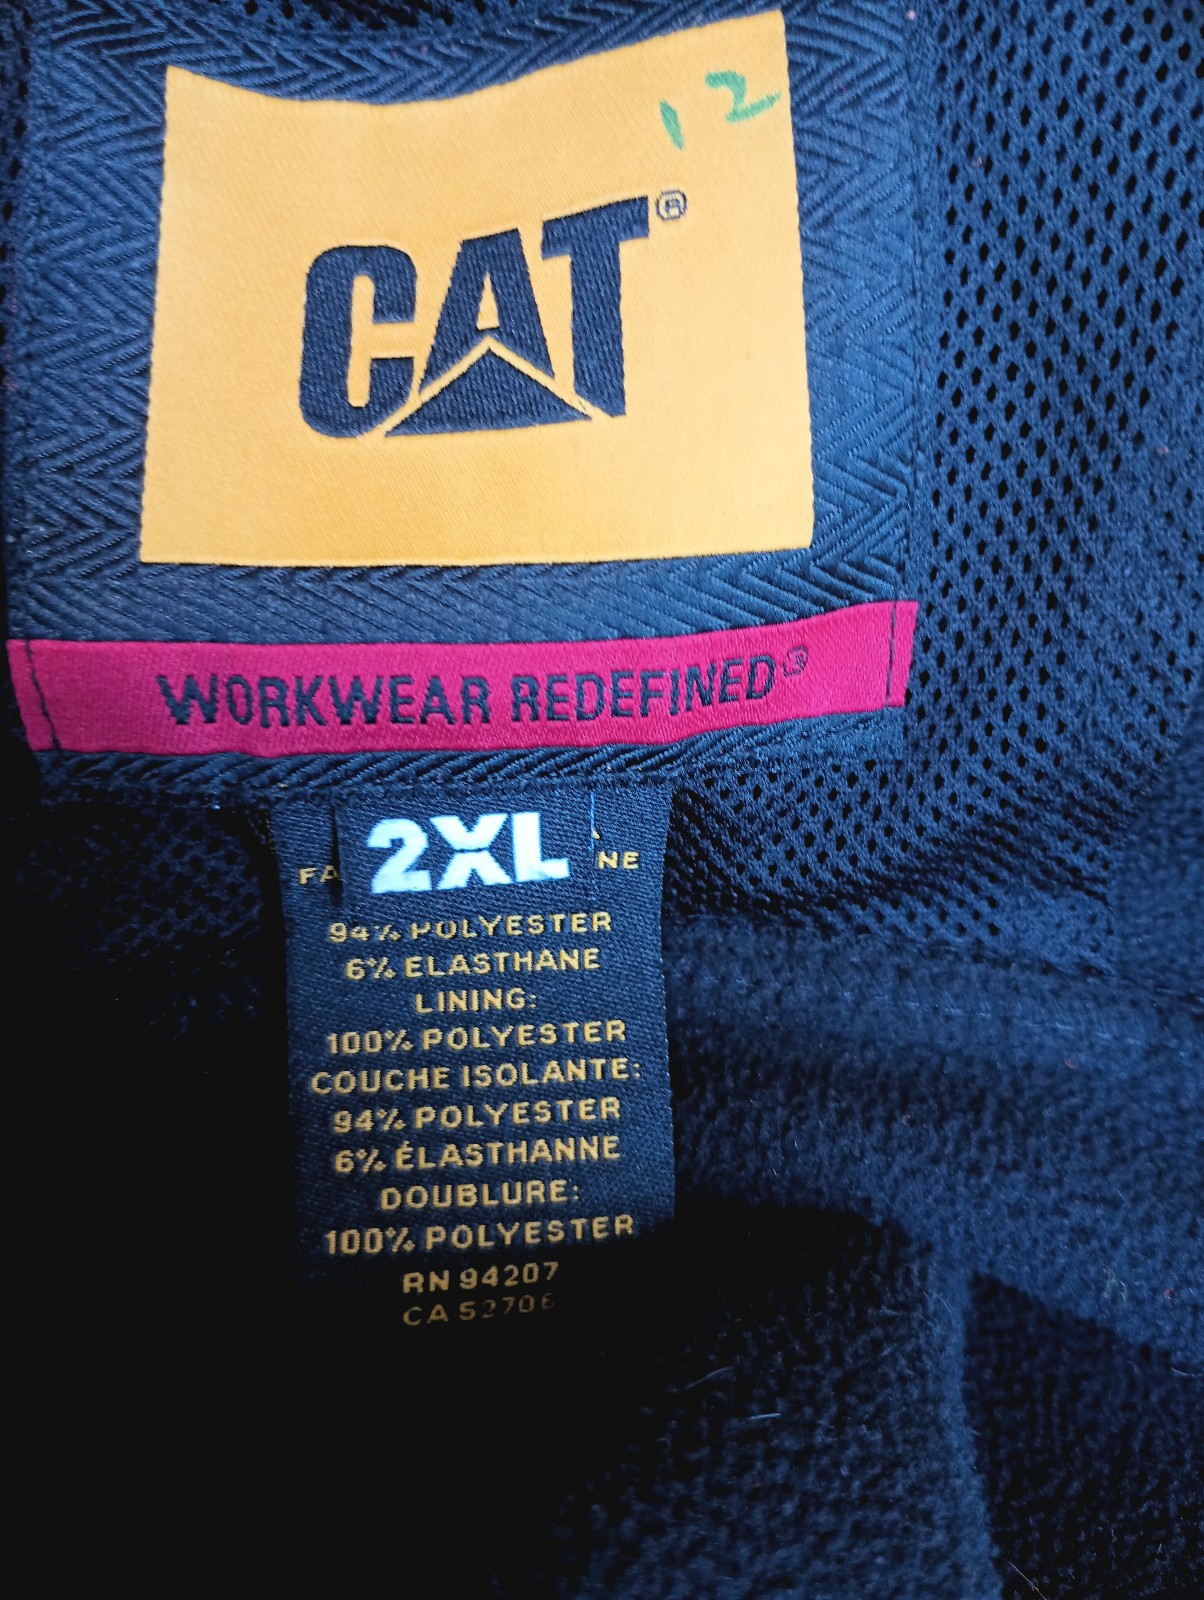 12
CAT®
WORKWEAR REDEFINED®
2XL
94% POLYESTER
6% ELASTHANE
LINING:
100% POLYESTER
COUCHE ISOLANTE:
94% POLYESTER
6% ÉLASTHANNE
DOUBLURE:
100% POLYESTER
RN 94207
CA 52706